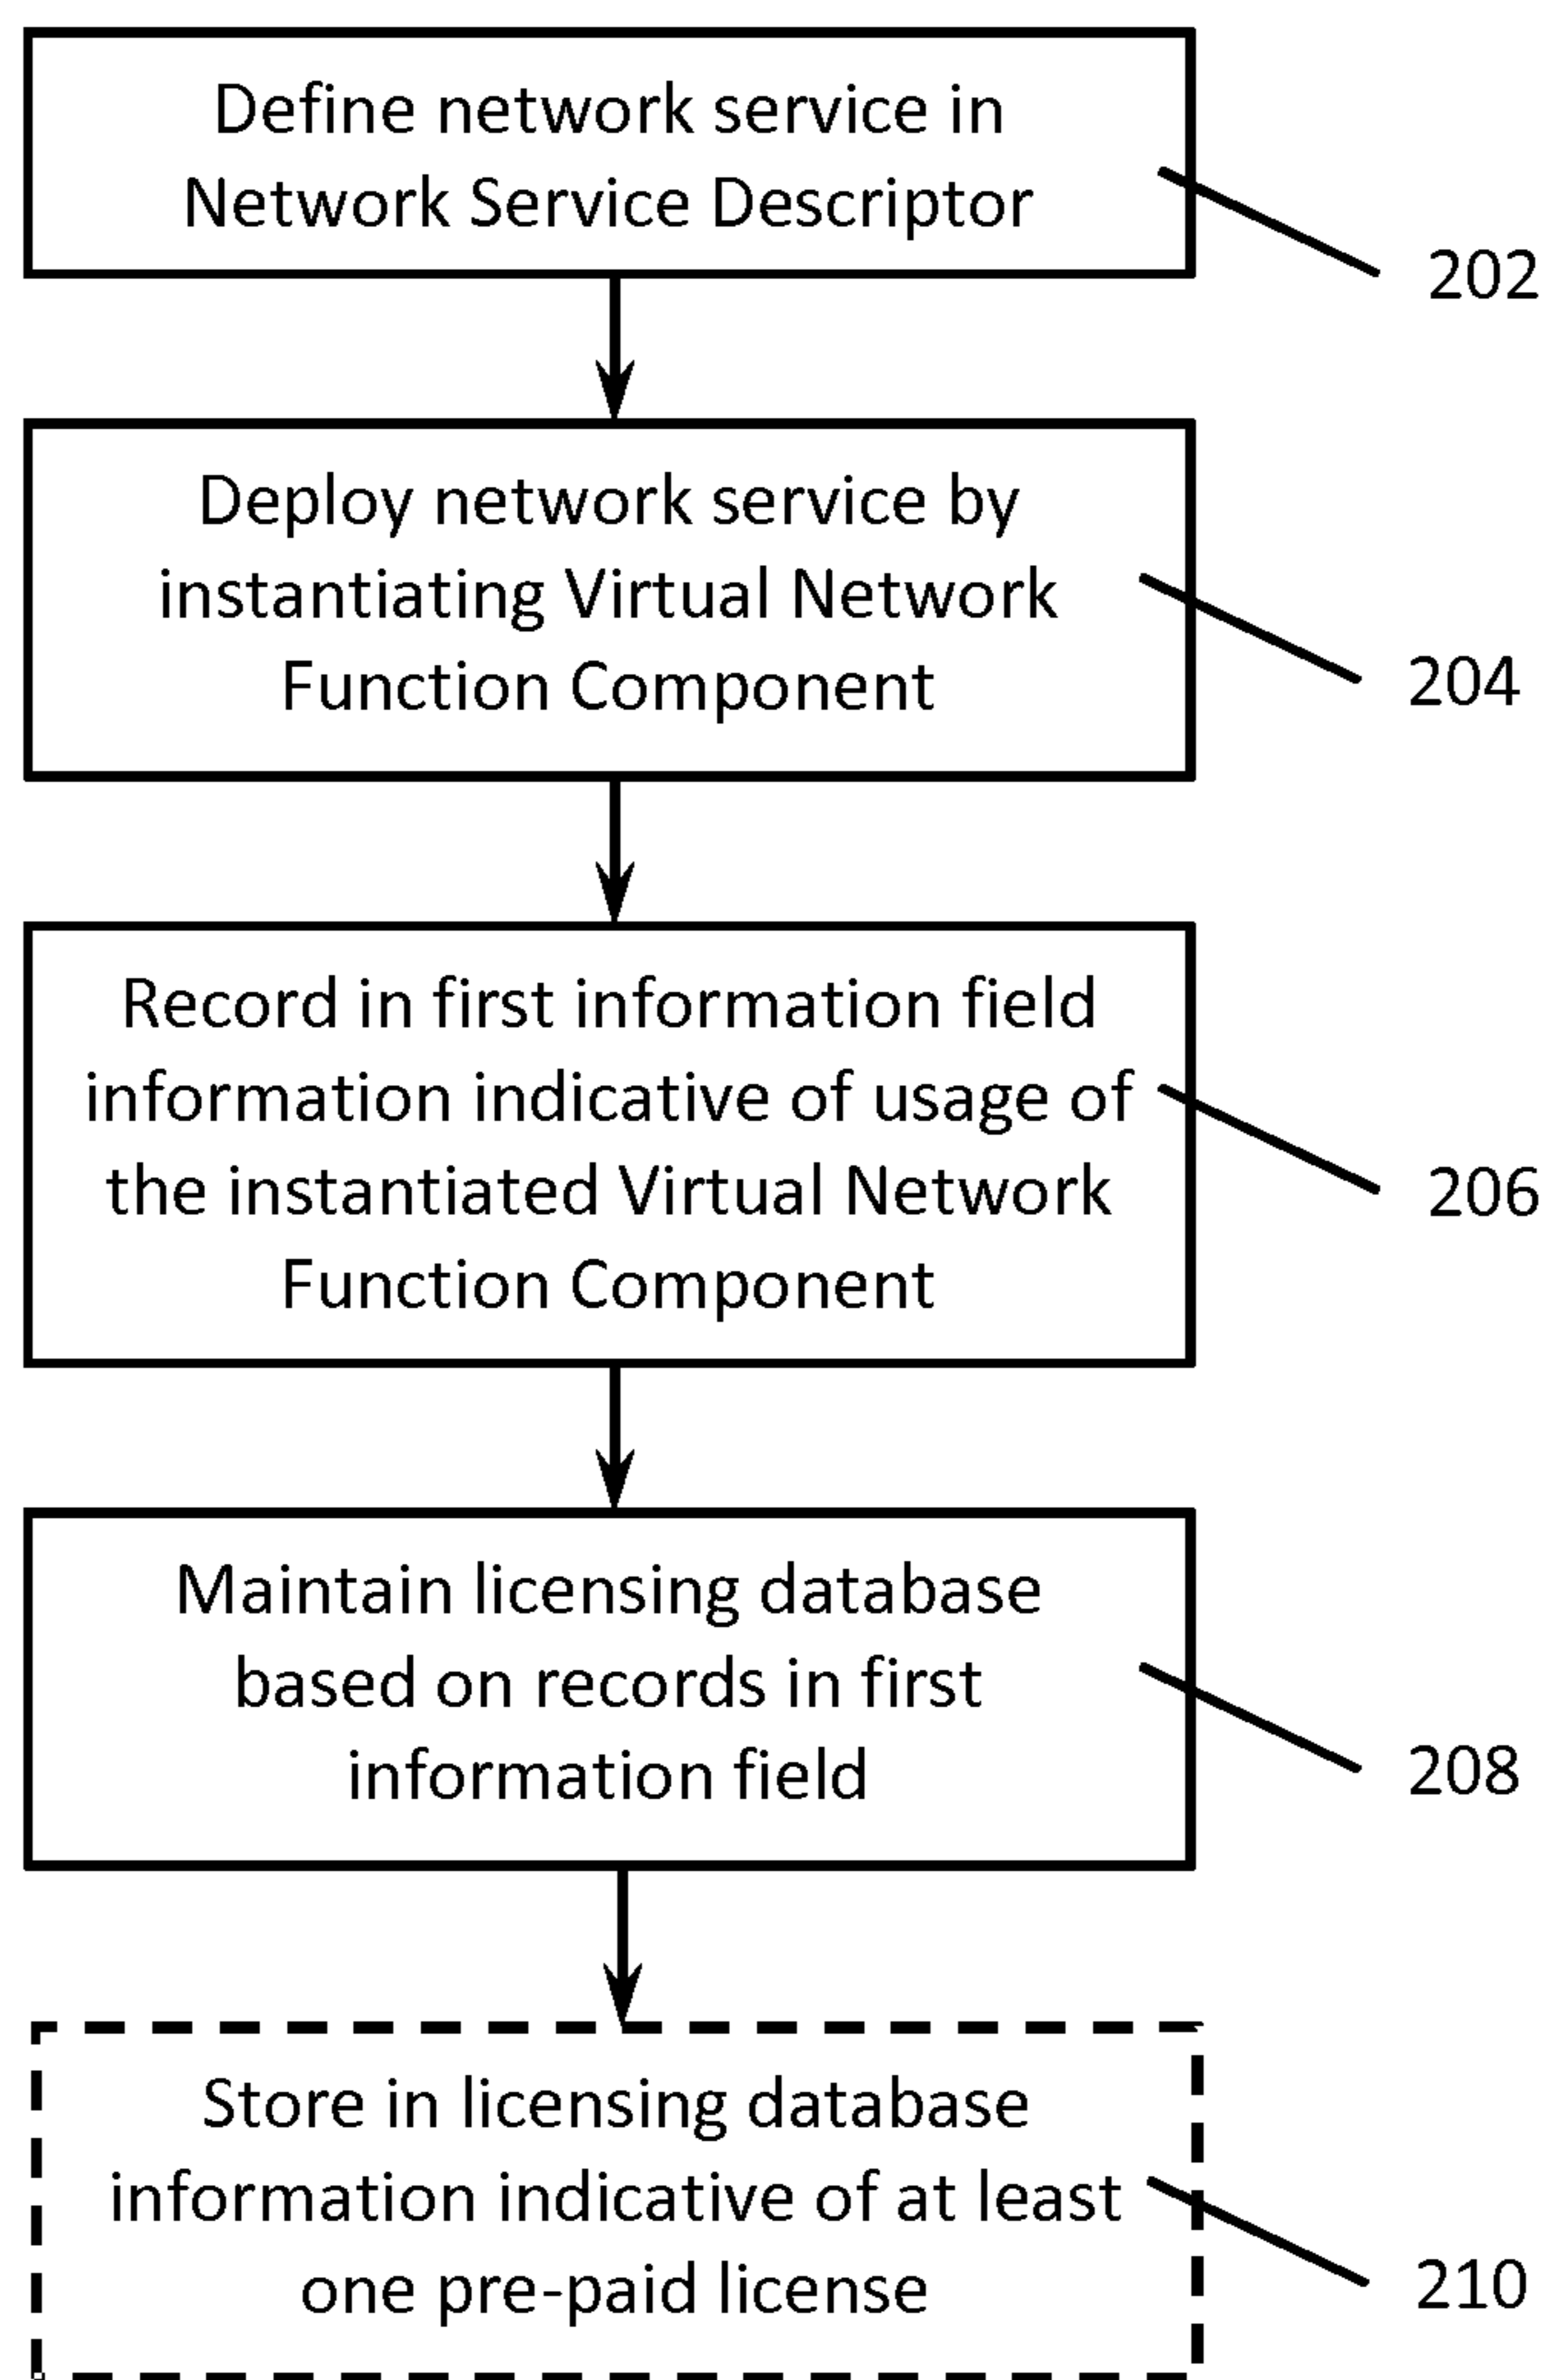 Define network service in
Network Service Descriptor
202
Deploy network service by
instantiating Virtual Network
Function Component
204
Record in first information field
information indicative of usage of
the instantiated Virtual Network
Function Component
206
Maintain licensing database
based on records in first
information field
208
Store in licensing database
information indicative of at least
one pre-paid license
210